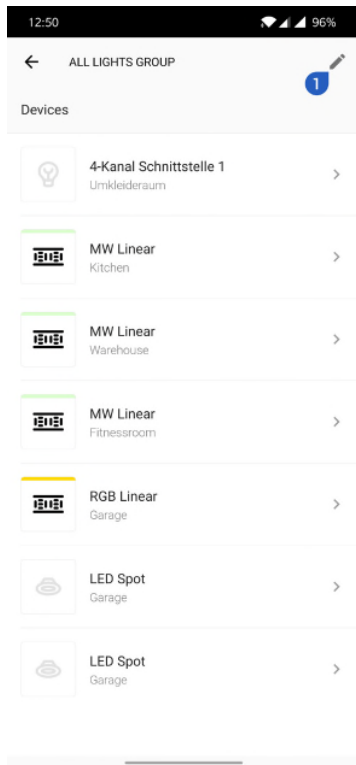 12:50
96%
ALL LIGHTS GROUP
1
Devices
4-Kanal Schnittstelle 1
Umkleideraum
MW Linear
Kitchen
MW Linear
Warehouse
MW Linear
Fitnessroom
RGB Linear
Garage
LED Spot
Garage
LED Spot
Garage